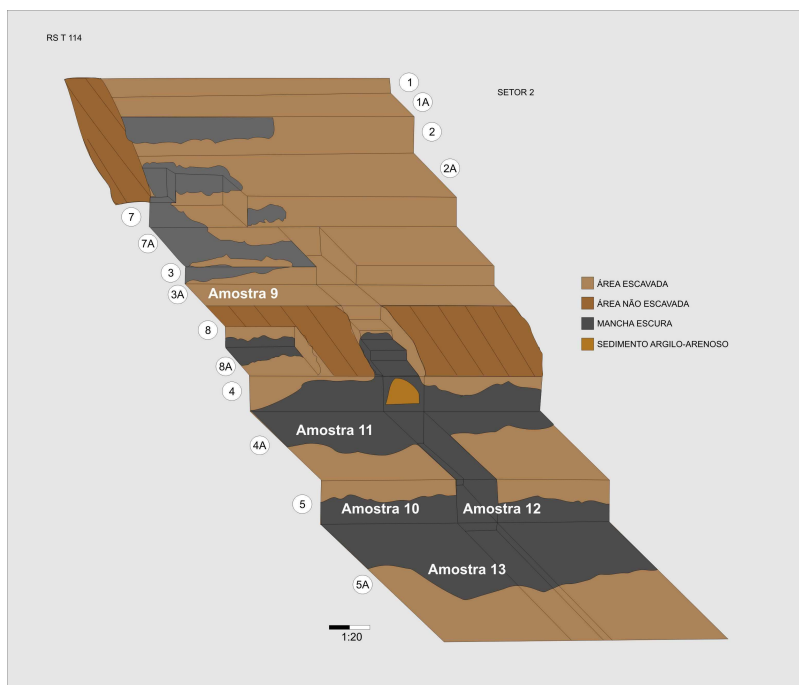 RS T 114
SETOR 2
1
1A
2
2A
7
7A
3
3A
Amostra 9
8
8A
4
Amostra 11
4A
5
Amostra 10
Amostra 12
Amostra 13
5A
ÁREA ESCAVADA
ÁREA NÃO ESCAVADA
MANCHA ESCURA
SEDIMENTO ARGILO-ARENOSO
1:20